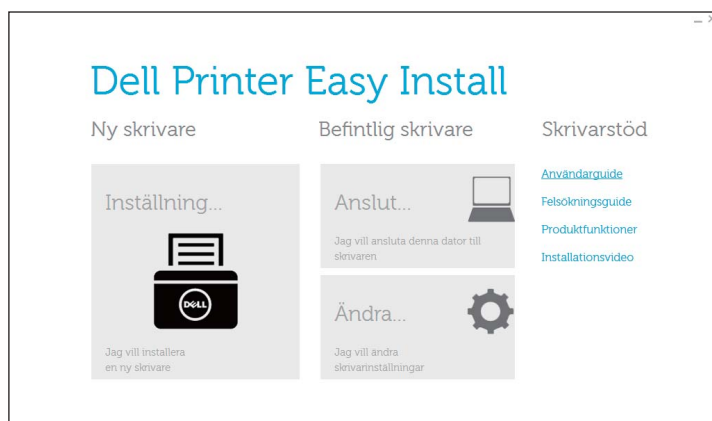 Dell Printer Easy Install
Ny skrivare
Befintlig skrivare
Skrivarstöd
Inställning...
DELL
Jag vill installera
en ny skrivare
Anslut...
Jag vill ansluta denna dator till
skrivaren
Ändra...
Jag vill ändra
skrivarinställningar
Användarguide
Felsökningsguide
Produktfunktioner
Installationsvideo